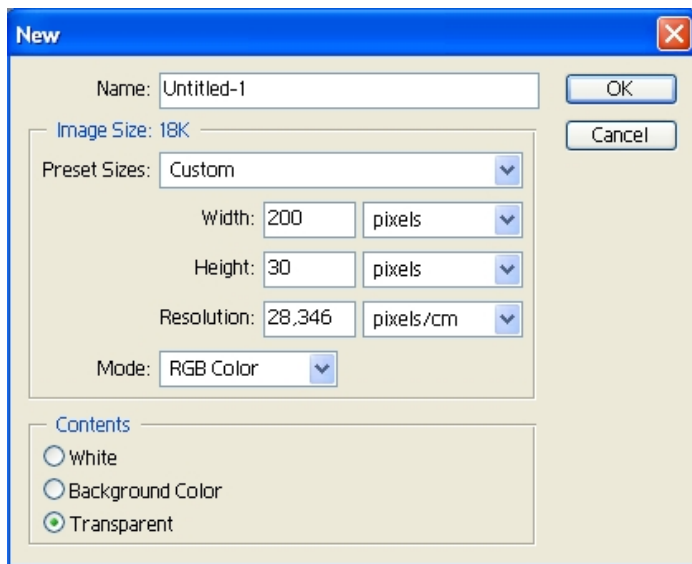 New
Name: Untitled-1
OK
Image Size: 18K
Cancel
Preset Sizes: Custom
Width: 200 pixels
Height: 30 pixels
Resolution: 28,346 pixels/cm
Mode: RGB Color
Contents
White
Background Color
Transparent